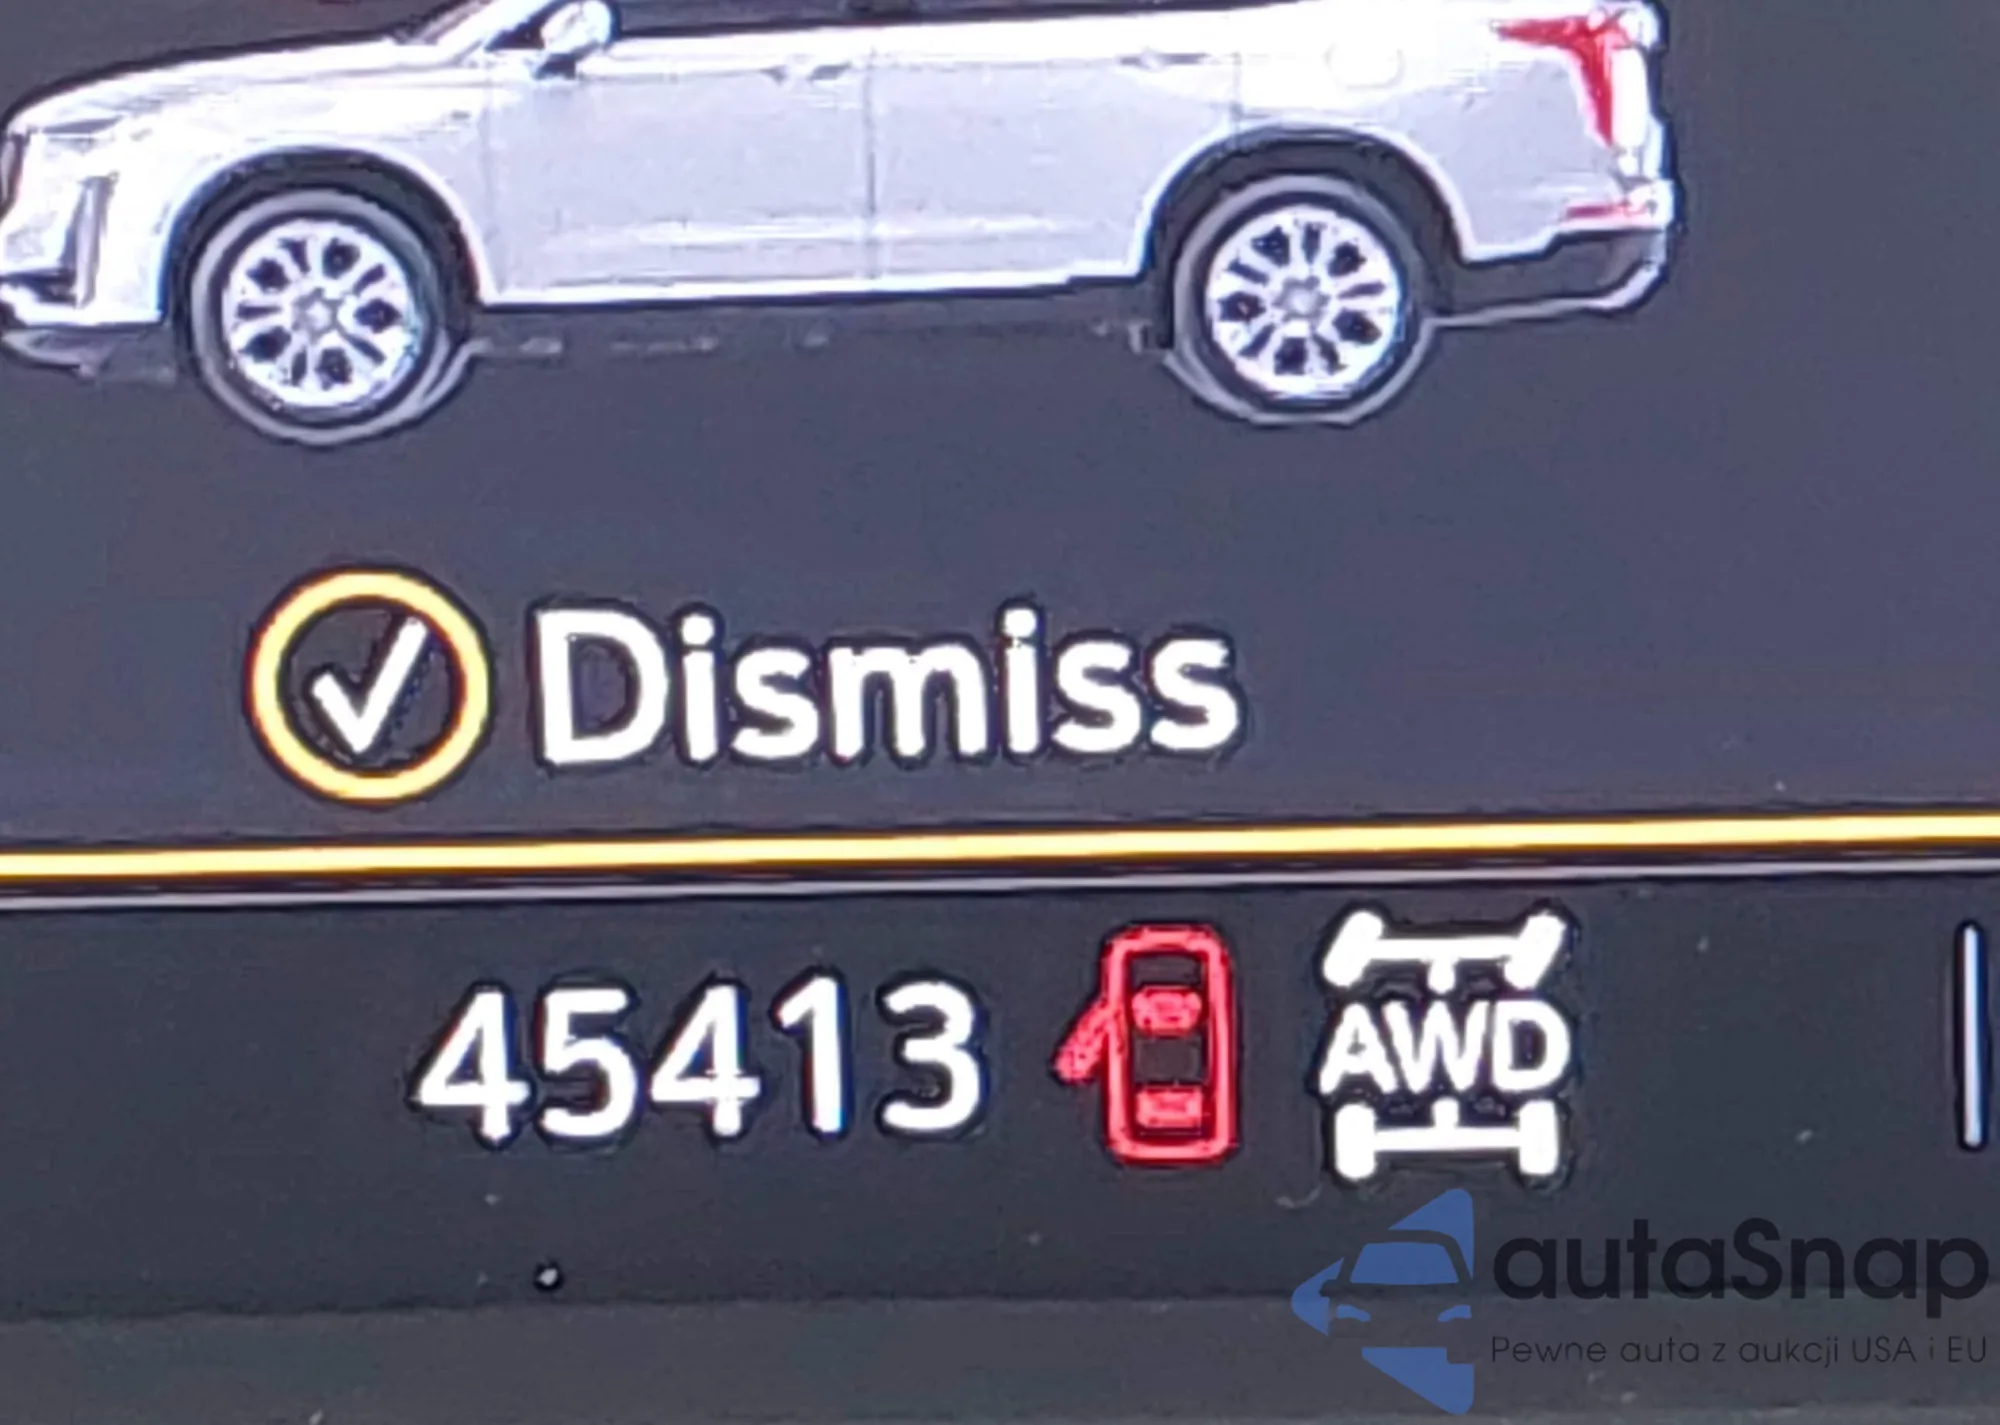 Dismiss
45413
AWD
autaSnap
Pewne auta z aukcji USA i EU